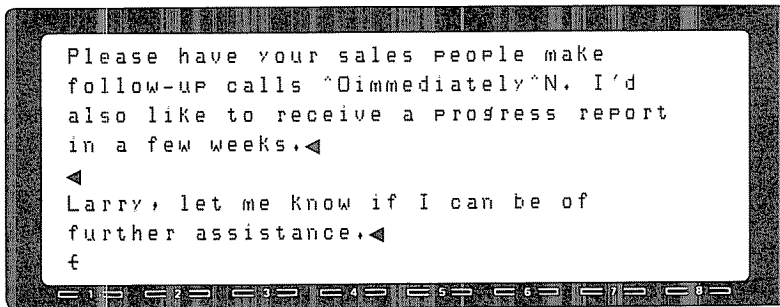 Please have your sales people make
follow-up calls ^Oimmediately^N. I'd
also like to receive a progress report
in a few weeks.◀
◀
Larry, let me Know if I can be of
further assistance.◀
€
1 2 3 4 5 6 7 8